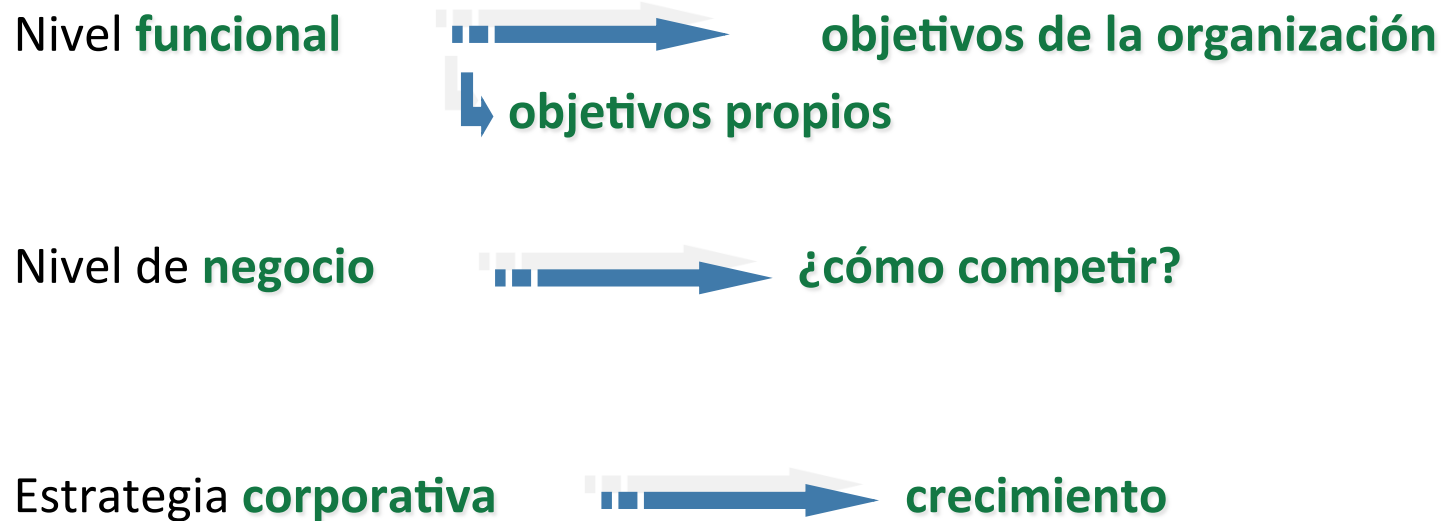 Nivel funcional objetivos de la organización
objetivos propios
Nivel de negocio ¿cómo competir?
Estrategia corporativa crecimiento